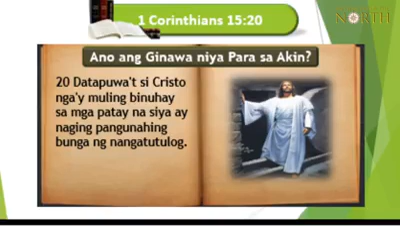 1 Corinthians 15:20
NORTH
Ano ang Ginawa niya Para sa Akin?
20 Datapuwa't si Cristo
nga'y muling binuhay
sa mga patay na siya ay
naging pangunahing
bunga ng nangatutulog.